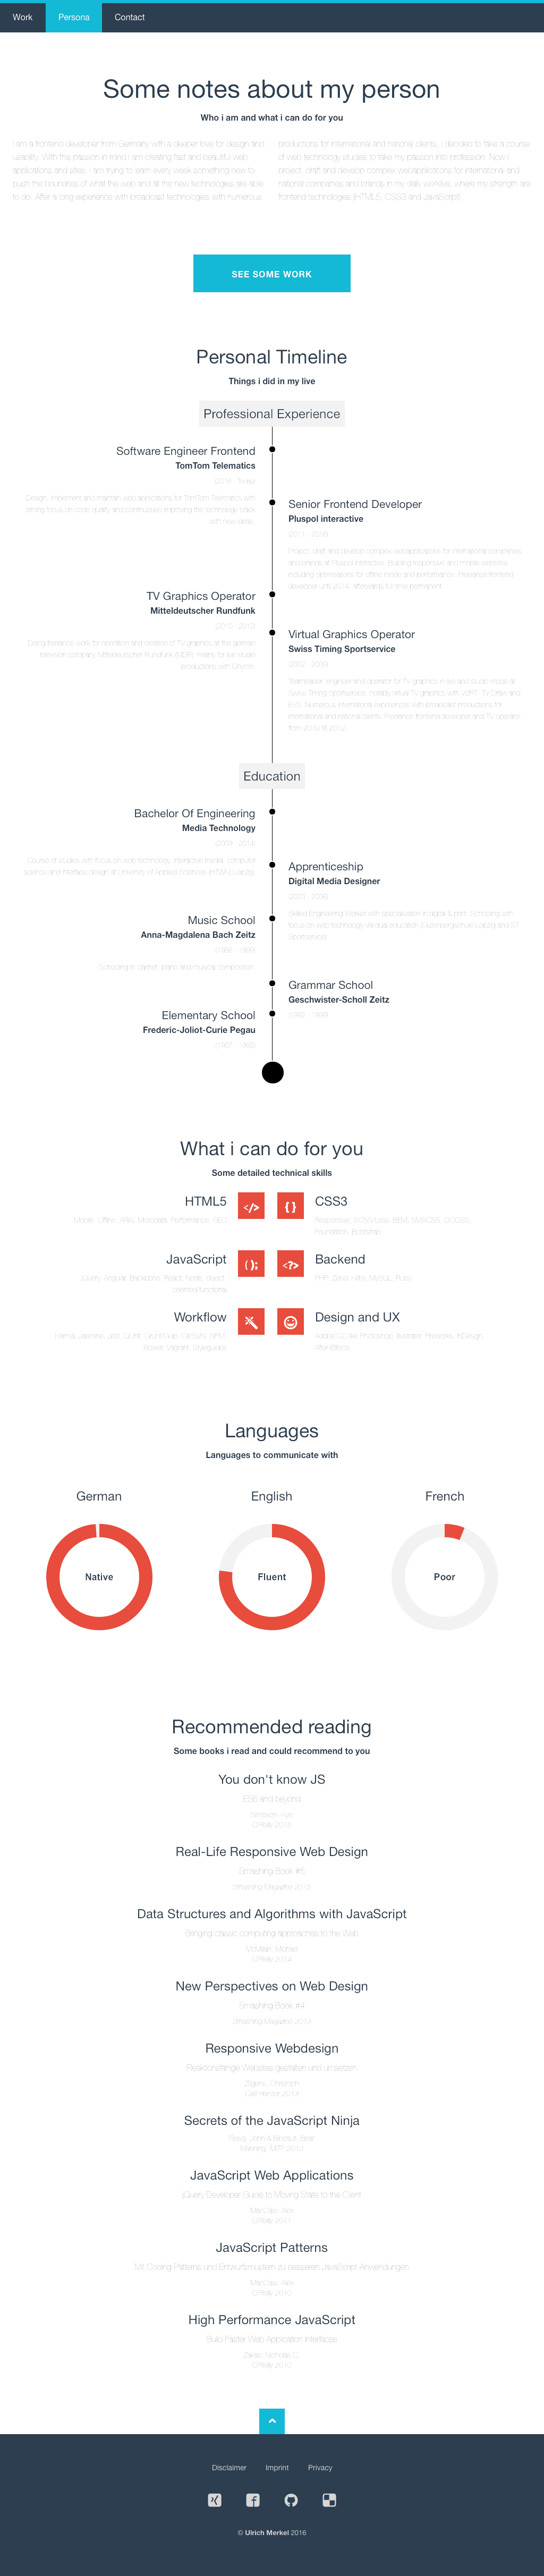 Work
Persona
Contact
Some notes about my person
Who i am and what i can do for you
I am a frontend developer from Germany with a deeper love for design and
usability. With this passion in mind i am creating fast and beautiful web
applications and sites. I am trying to learn every week something new to
push the boundries of what the web and all the new technologies are able
to do. After a long experience with broadcast technologies with numerous
productions for international and national clients, i decided to take a course
of web technology studies to take my passion into profession. Now i
project, draft and develop complex webapplications for international and
national companies and brands in my daily worklive, where my strength are
frontend technologies (HTML5, CSS3 and JavaScript).
SEE SOME WORK
Personal Timeline
Things i did in my live
Professional Experience
Software Engineer Frontend
TomTom Telematics
(2016 - Today)
Design, implement and maintain web applications for TomTom Telematics with
strong focus on code quality and continuously improving the technology stack
with new ideas.
Senior Frontend Developer
Pluspol interactive
(2011 - 2016)
Project, draft and develop complex webapplications for international companies
and brands at Pluspol interactive. Building responsive and mobile websites,
including optimisations for offline mode and performance. Freelance frontend
developer until 2014, afterwards full-time permanent.
TV Graphics Operator
Mitteldeutscher Rundfunk
(2010 - 2012)
Doing freelance work for operation and creation of TV graphics at the german
television company Mitteldeutscher Rundfunk (MDR), mainly for live studio
productions with Chyron.
Virtual Graphics Operator
Swiss Timing Sportservice
(2002 - 2009)
Teamleader, engineer and operator for TV graphics in live and studio mode at
Swiss Timing Sportservice, notably virtual TV graphics with VizRT, TV Draw and
EVS. Numerous international experiences with broadcast productions for
international and national clients. Freelance frontend developer and TV operator
from 2010 till 2012.
Education
Bachelor Of Engineering
Media Technology
(2009 - 2014)
Course of studies with focus on web technology, interactive media, computer
science and interface design at University of Applied Sciences (HTWK) Leipzig.
Apprenticeship
Digital Media Designer
Skilled Engineering Worker with specialization in digital & print. Schooling with
focus on web technology via dual education (Gutenbergschule Leipzig and ST
Sportservice).
Music School
Anna-Magdalena Bach Zeitz
Schooling in clarinet, piano and musical composition.
Grammar School
Geschwister-Scholl Zeitz
(1992 - 1999)
Elementary School
Frederic-Joliot-Curie Pegau
(1987 - 1992)
What i can do for you
Some detailed technical skills
HTML5
</>
Mobile, Offline, ARIA, Microdata, Performance, SEO
{ }
CSS3
Responsive, SCSS/Less, BEM, SMACSS, OOCSS,
Foundation, Bootstrap
JavaScript
( );
jQuery, Angular, Backbone, React, Node, object-
oriented/functional
<?>
Backend
PHP, Zend, Kirby, MySQL, Ruby
Workflow
Karma, Jasmine, Jest, QUnit, Grunt/Gulp, Git/SVN, NPM,
Bower, Vagrant, Styleguides
Design and UX
Adobe CC like Photoshop, Illustrator, Fireworks, InDesign,
After Effects
Languages
Languages to communicate with
German
Native
English
Fluent
French
Poor
Recommended reading
Some books i read and could recommend to you
You don't know JS
ES6 and beyond
Simpson, Kyle
O'Reilly 2015
Real-Life Responsive Web Design
Smashing Book #5
Smashing Magazine 2015
Data Structures and Algorithms with JavaScript
Bringing classic computing approaches to the Web
McMillan, Michael
O'Reilly 2014
New Perspectives on Web Design
Smashing Book #4
Smashing Magazine 2013
Responsive Webdesign
Reaktionsfähige Websites gestalten und umsetzen
Zillgens, Christoph
Carl Hanser 2013
Secrets of the JavaScript Ninja
Resig, John & Bibeault, Bear
Manning, MITP 2012
JavaScript Web Applications
jQuery Developers' Guide to Moving State to the Client
MacCaw, Alex
O'Reilly 2011
JavaScript Patterns
Mit Coding-Patterns und Entwurfsmustern zu besseren JavaScript-Anwendungen
MacCaw, Alex
O'Reilly 2010
High Performance JavaScript
Build Faster Web Application Interfaces
Zakas, Nicholas C.
O'Reilly 2010
Disclaimer
Imprint
Privacy
© Ulrich Merkel 2016